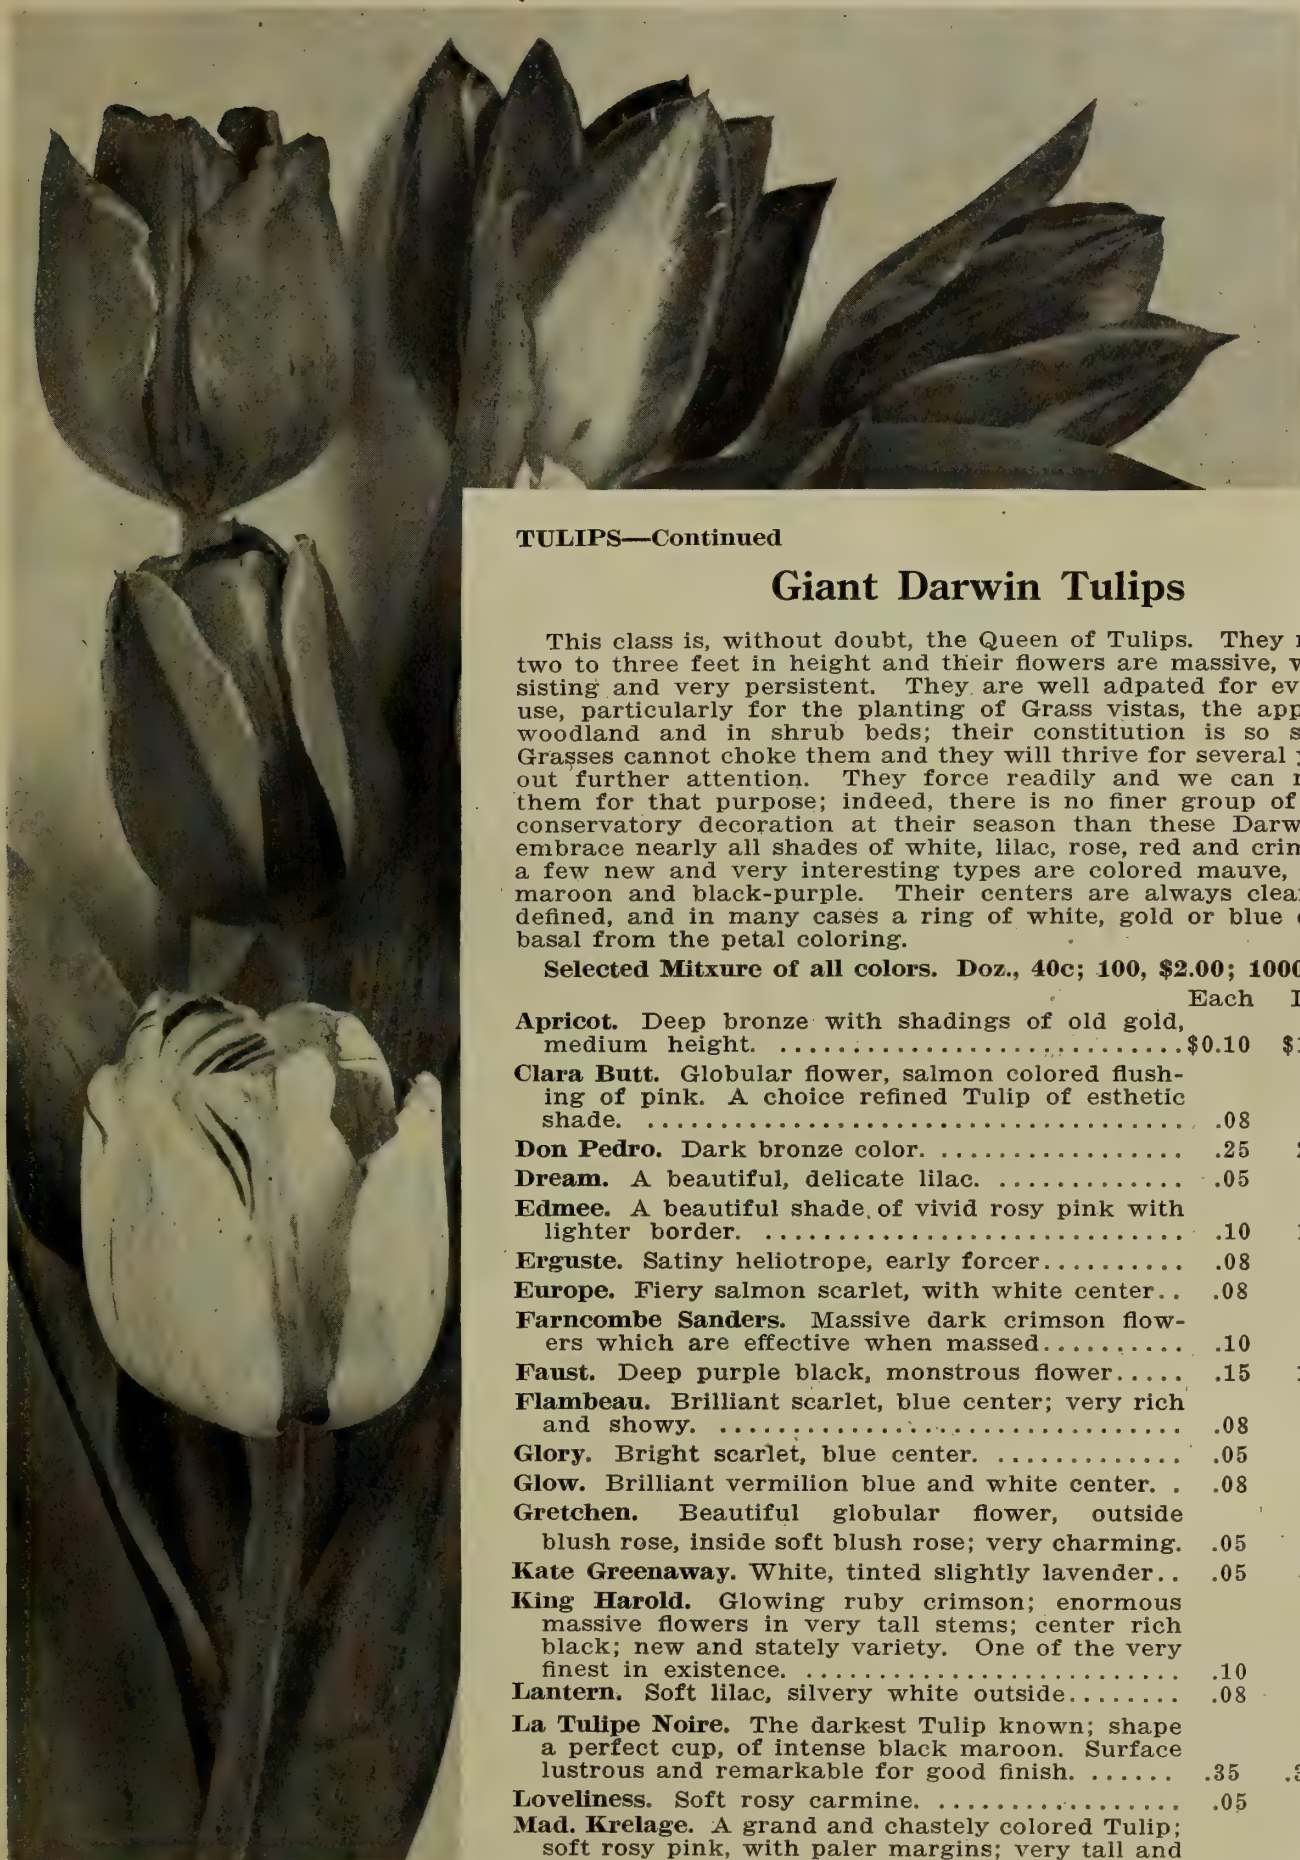 TULIPS—Continued
Giant Darwin Tulips
This class is, without doubt, the Queen of Tulips. They
two to three feet in height and their flowers are massive,
sisting and very persistent. They are well adpated for
use, particularly for the planting of Grass vistas, the
woodland and in shrub beds; their constitution is so
Grasses cannot choke them and they will thrive for several
out further attention. They force readily and we can
them for that purpose; indeed, there is no finer group of
conservatory decoration at their season than these
embrace nearly all shades of white, lilac, rose, red and
a few new and very interesting types are colored mauve,
maroon and black-purple. Their centers are always
defined, and in many cases a ring of white, gold or blue
basal from the petal coloring.
Selected Mitxure of all colors. Doz., 40c; 100, $2.00; 1000
Each
Apricot. Deep bronze with shadings of old gold,
medium height. ............................$0.10
Clara Butt. Globular flower, salmon colored flush-
ing of pink. A choice refined Tulip of esthetic
shade. ..................................... .08
Don Pedro. Dark bronze color. ................. .25
Dream. A beautiful, delicate lilac. ............. .05
Edmee. A beautiful shade of vivid rosy pink with
lighter border. ............................. .10
Erguste. Satiny heliotrope, early forcer.......... .08
Europe. Fiery salmon scarlet, with white center.. .08
Farncombe Sanders. Massive dark crimson flow-
ers which are effective when massed.......... .10
Faust. Deep purple black, monstrous flower..... .15
Flambeau. Brilliant scarlet, blue center; very rich
and showy. ................................ .08
Glory. Bright scarlet, blue center. ............. .05
Glow. Brilliant vermilion blue and white center. . .08
Gretchen. Beautiful globular flower, outside
blush rose, inside soft blush rose; very charming. .05
Kate Greenaway. White, tinted slightly lavender.. .05
King Harold. Glowing ruby crimson; enormous
massive flowers in very tall stems; center rich
black; new and stately variety. One of the very
finest in existence. .......................... .10
Lantern. Soft lilac, silvery white outside........ .08
La Tulipe Noire. The darkest Tulip known; shape
a perfect cup, of intense black maroon. Surface
lustrous and remarkable for good finish. ...... .35
Loveliness. Soft rosy carmine. ................. .05
Mad. Krelage. A grand and chastely colored Tulip;
soft rosy pink, with paler margins; very tall and